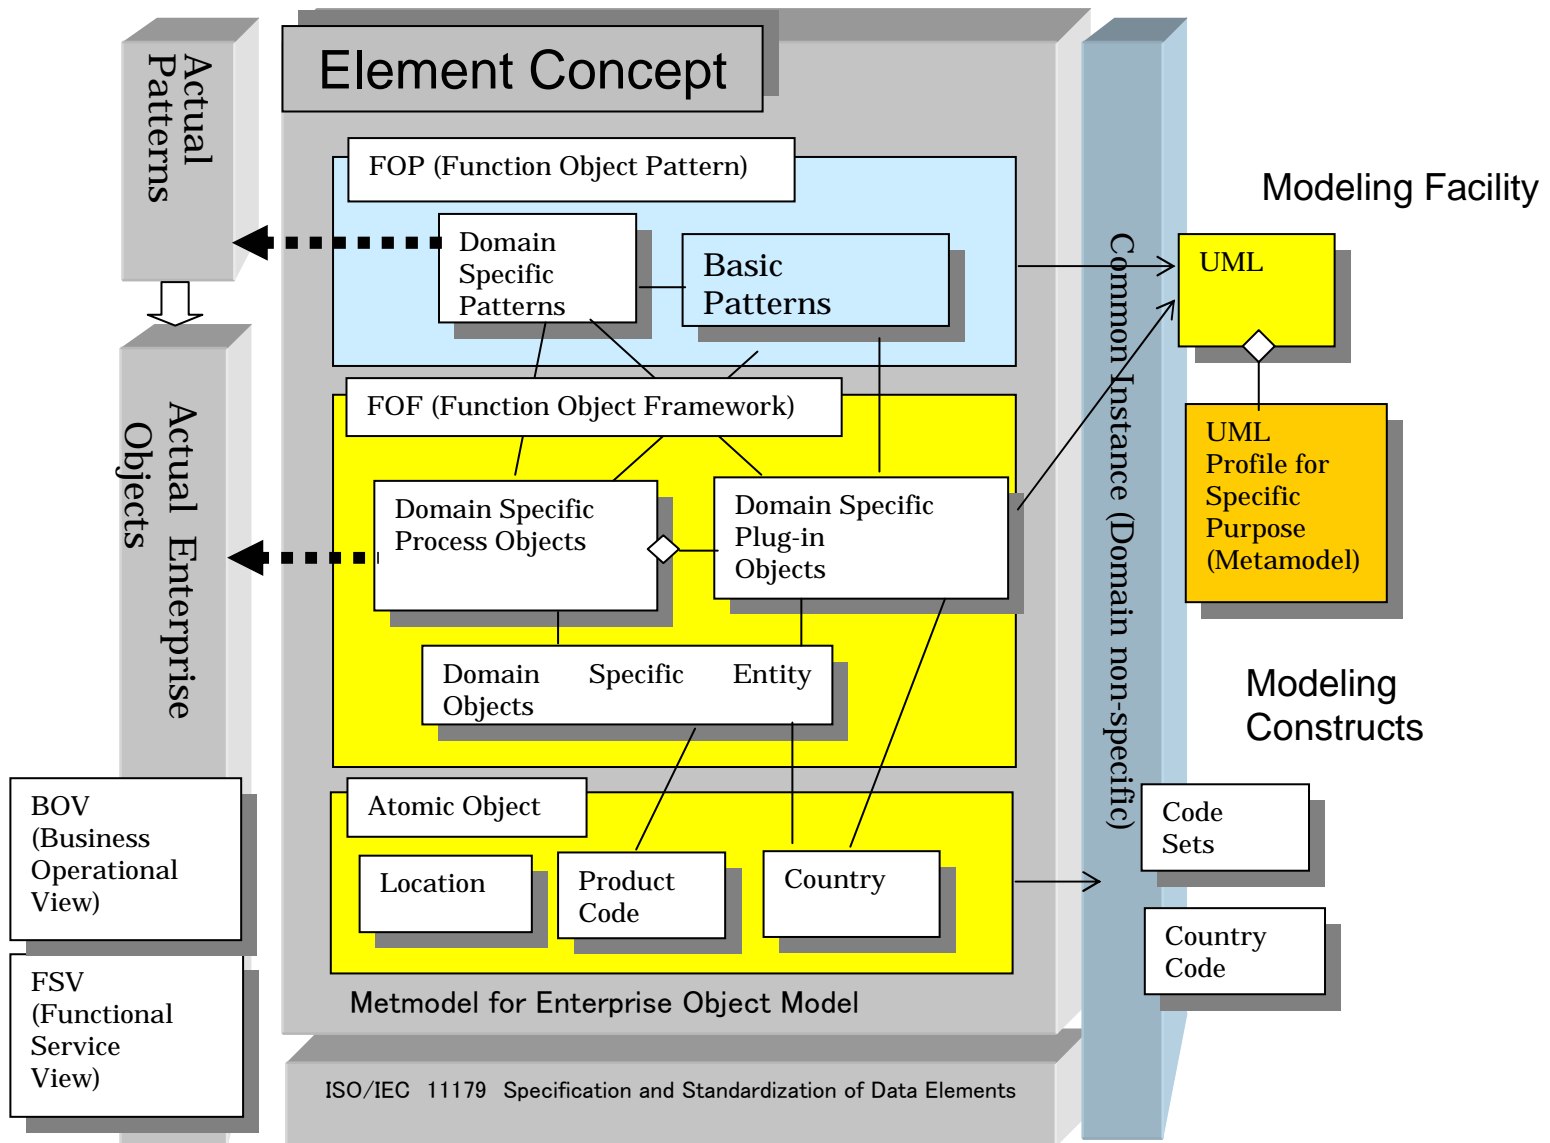 Element Concept
Actual
Patterns
FOP (Function Object Pattern)
Domain
Specific
Patterns
Basic
Patterns
Modeling Facility
UML
Common Instance (Domain non-specific)
FOF (Function Object Framework)
Actual Enterprise
Objects
Domain Specific
Process Objects
Domain Specific
Plug-in
Objects
UML
Profile for
Specific
Purpose
(Metamodel)
Domain Specific Entity
Objects
Modeling
Constructs
BOV
(Business
Operational
View)
Atomic Object
Location
Product
Code
Country
Code
Sets
Country
Code
FSV
(Functional
Service
View)
Metmodel for Enterprise Object Model
ISO/IEC 11179 Specification and Standardization of Data Elements